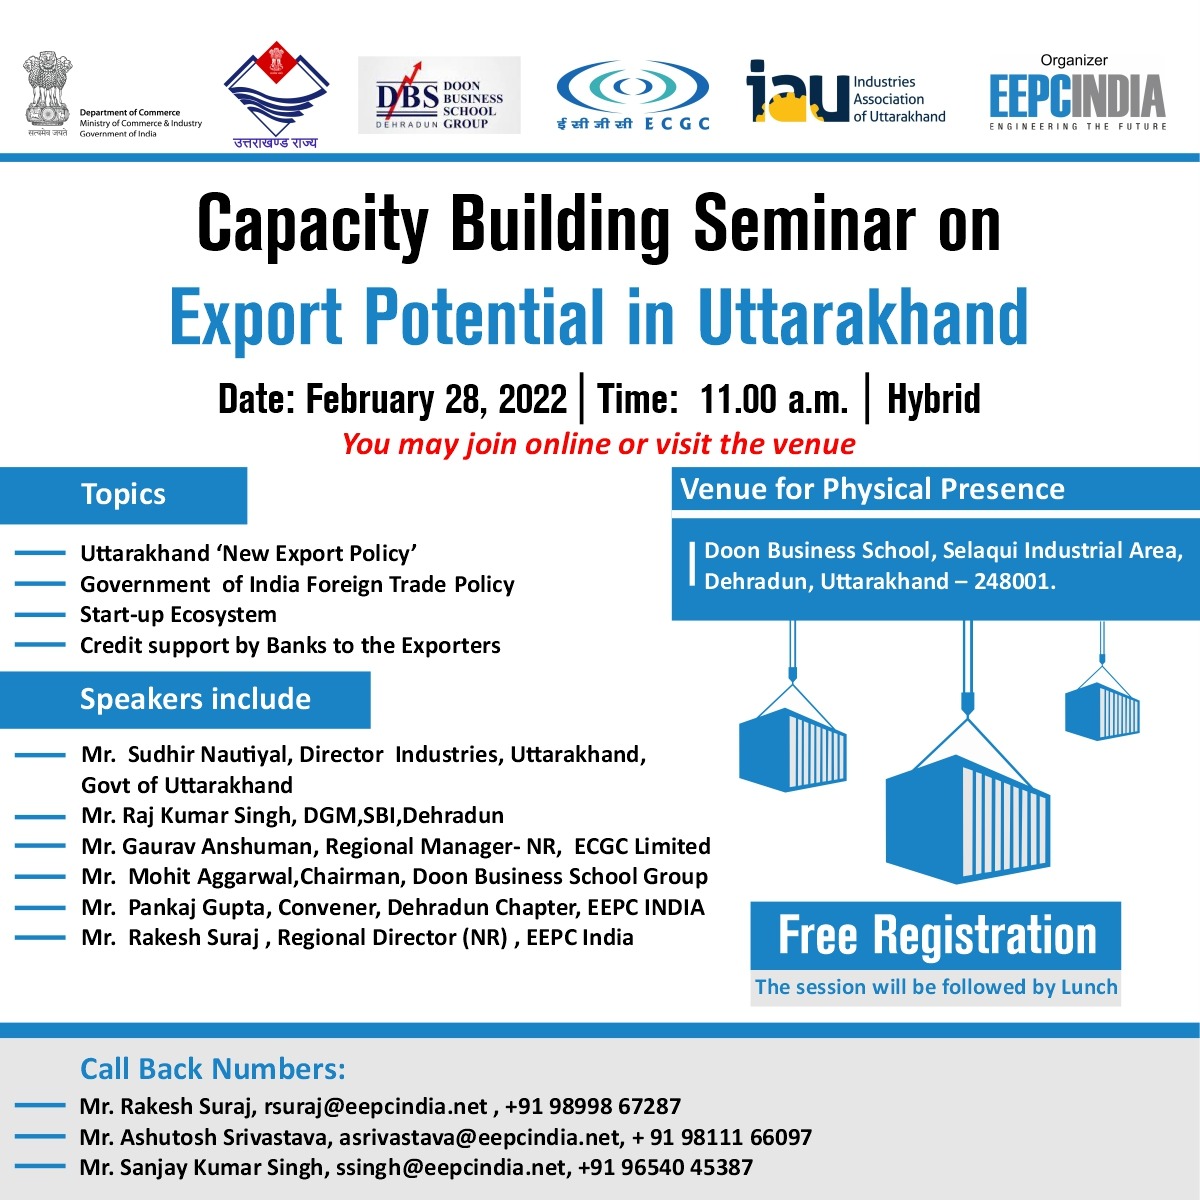 सत्यमेव जयते
Department of Commerce
Ministry of Commerce & Industry
Government of India
उत्तराखण्ड राज्य
DBS
DEHRADUN
DOON
BUSINESS
SCHOOL
GROUP
ई सी जी सी ECGC
iau
Industries
Association
of Uttarakhand
Organizer
EEPCINDIA
ENGINEERING THE FUTURE
Capacity Building Seminar on
Export Potential in Uttarakhand
Date: February 28, 2022 | Time: 11.00 a.m. | Hybrid
You may join online or visit the venue
Topics
Uttarakhand ‘New Export Policy’
Government of India Foreign Trade Policy
Start-up Ecosystem
Credit support by Banks to the Exporters
Venue for Physical Presence
Doon Business School, Selaqui Industrial Area,
Dehradun, Uttarakhand – 248001.
Speakers include
Mr. Sudhir Nautiyal, Director Industries, Uttarakhand,
Govt of Uttarakhand
Mr. Raj Kumar Singh, DGM,SBI,Dehradun
Mr. Gaurav Anshuman, Regional Manager- NR, ECGC Limited
Mr. Mohit Aggarwal,Chairman, Doon Business School Group
Mr. Pankaj Gupta, Convener, Dehradun Chapter, EEPC INDIA
Mr. Rakesh Suraj , Regional Director (NR) , EEPC India
Free Registration
The session will be followed by Lunch
Call Back Numbers:
Mr. Rakesh Suraj, rsuraj@eepcindia.net , +91 98998 67287
Mr. Ashutosh Srivastava, asrivastava@eepcindia.net, + 91 98111 66097
Mr. Sanjay Kumar Singh, ssingh@eepcindia.net, +91 96540 45387